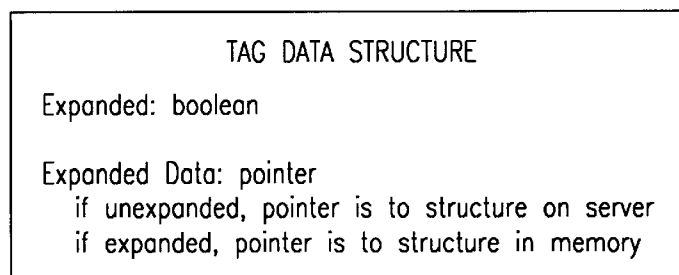 TAG DATA STRUCTURE
Expanded: boolean
Expanded Data: pointer
if unexpanded, pointer is to structure on server
if expanded, pointer is to structure in memory